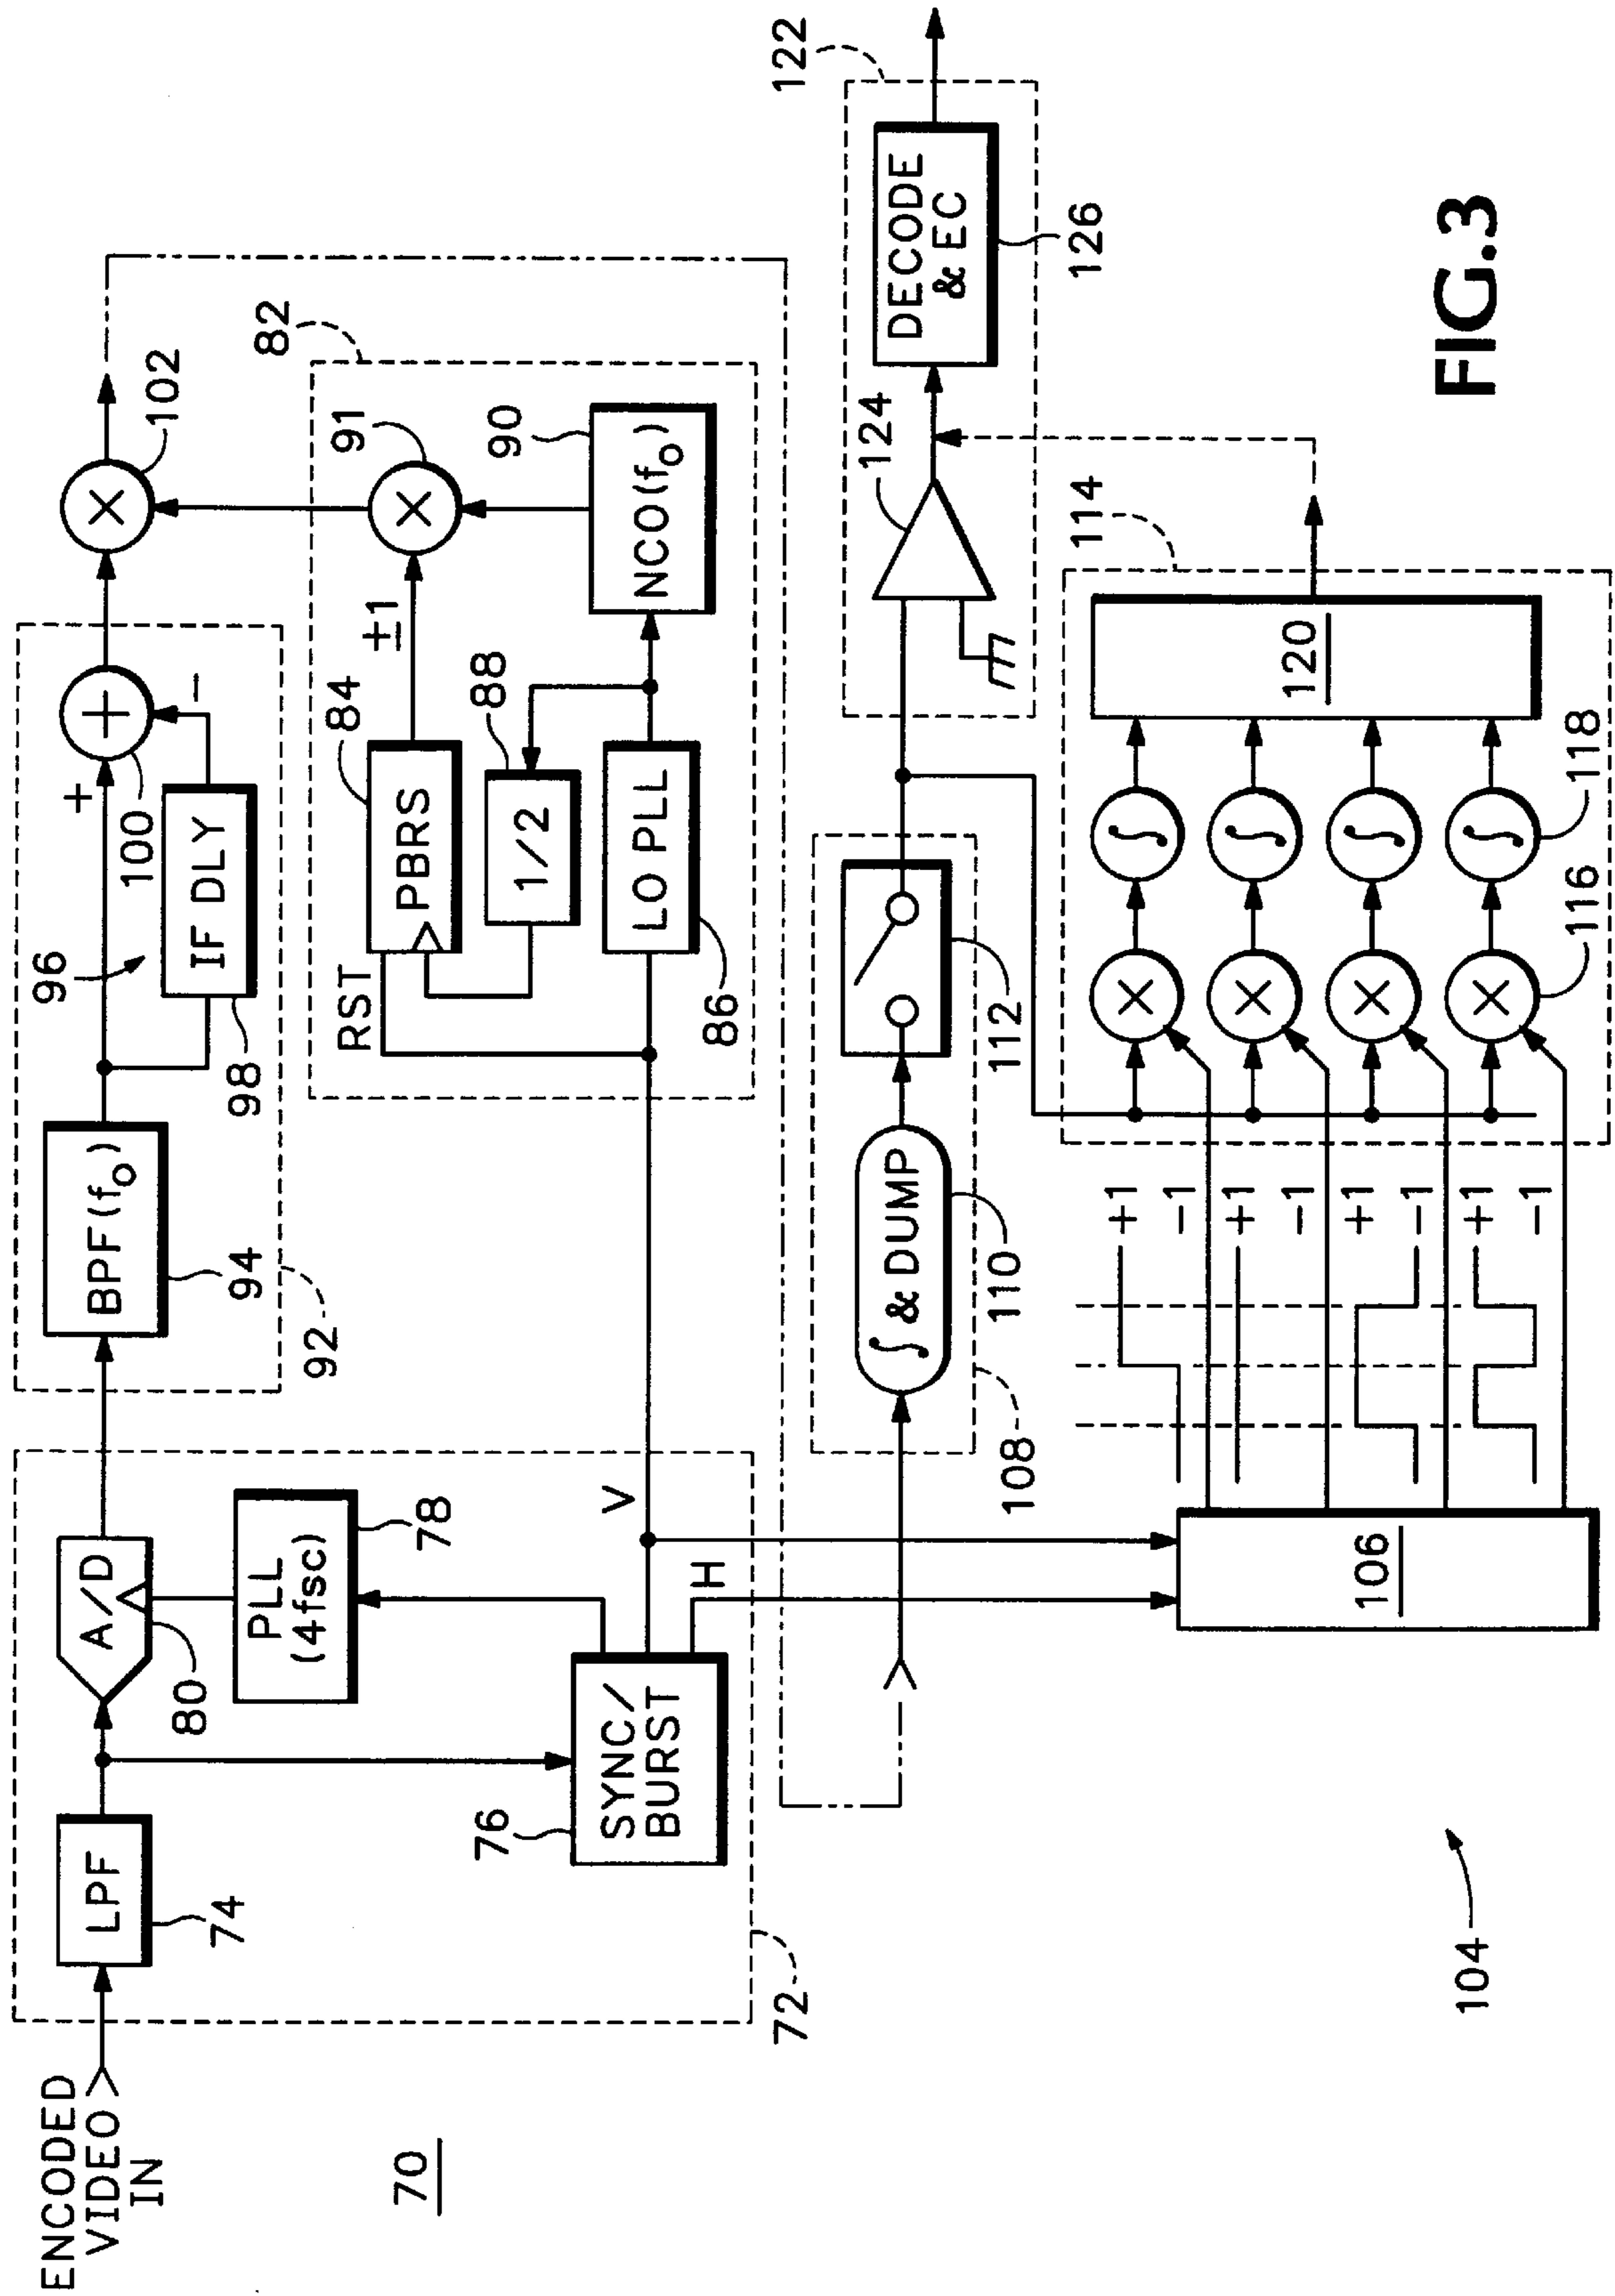 ENCODED
VIDEO
IN
70
LPF
74
A/D
80
PLL
(4fsc)
78
SYNC/
BURST
76
72
V
H
BPF(fo)
94
92
96
IF DLY
98
+
-
100
102
82
RST
PBRS
84
±1
91
1/2
88
LO PLL
86
NCO(fo)
90
∫ & DUMP
110
108
112
124
DECODE
& EC
126
122
106
+1
-1
+1
-1
+1
-1
+1
-1
116
∫
∫
∫
∫
118
120
114
104
FIG.3